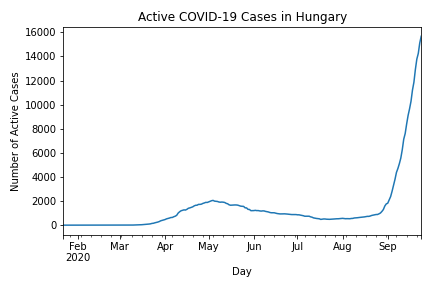 Active COVID-19 Cases in Hungary
Number of Active Cases
16000
14000
12000
10000
8000
6000
4000
2000
0
Feb Mar Apr May Jun Jul Aug Sep
2020
Day